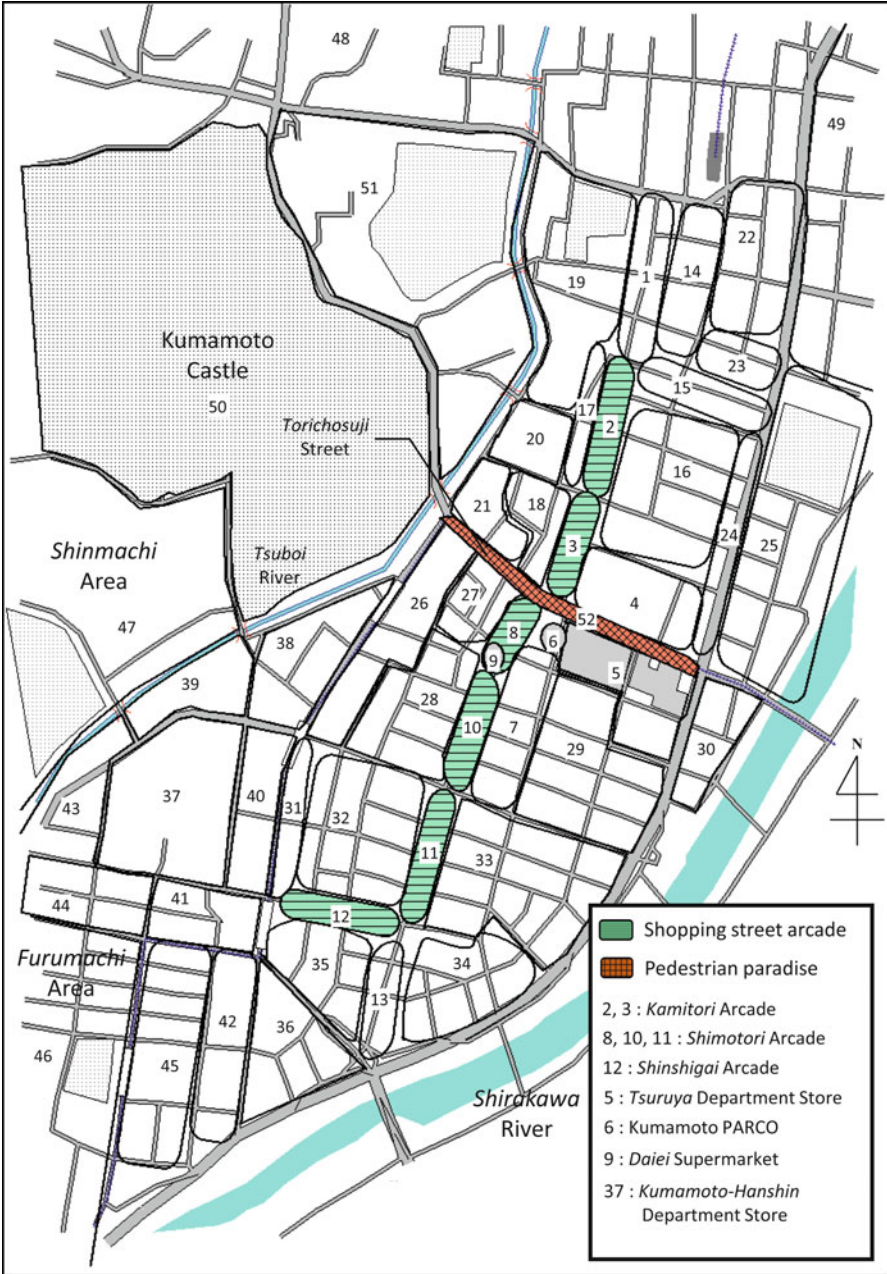 48
49
51
22
1
14
19
Kumamoto
Castle
50
23
15
17
2
Torichosuji
Street
20
16
21
18
24
3
25
Shinmachi
Area
Tsuboi
River
26
27
4
52
47
38
8
6
9
5
39
28
10
7
29
30
N
43
37
40
31
32
11
33
44
41
12
Furumachi
Area
35
34
13
42
36
46
45
Shirakawa
River
Shopping street arcade
Pedestrian paradise
2, 3 : Kamitori Arcade
8, 10, 11 : Shimotori Arcade
12 : Shinshigai Arcade
5 : Tsuruya Department Store
6 : Kumamoto PARCO
9 : Daiei Supermarket
37 : Kumamoto-Hanshin
Department Store